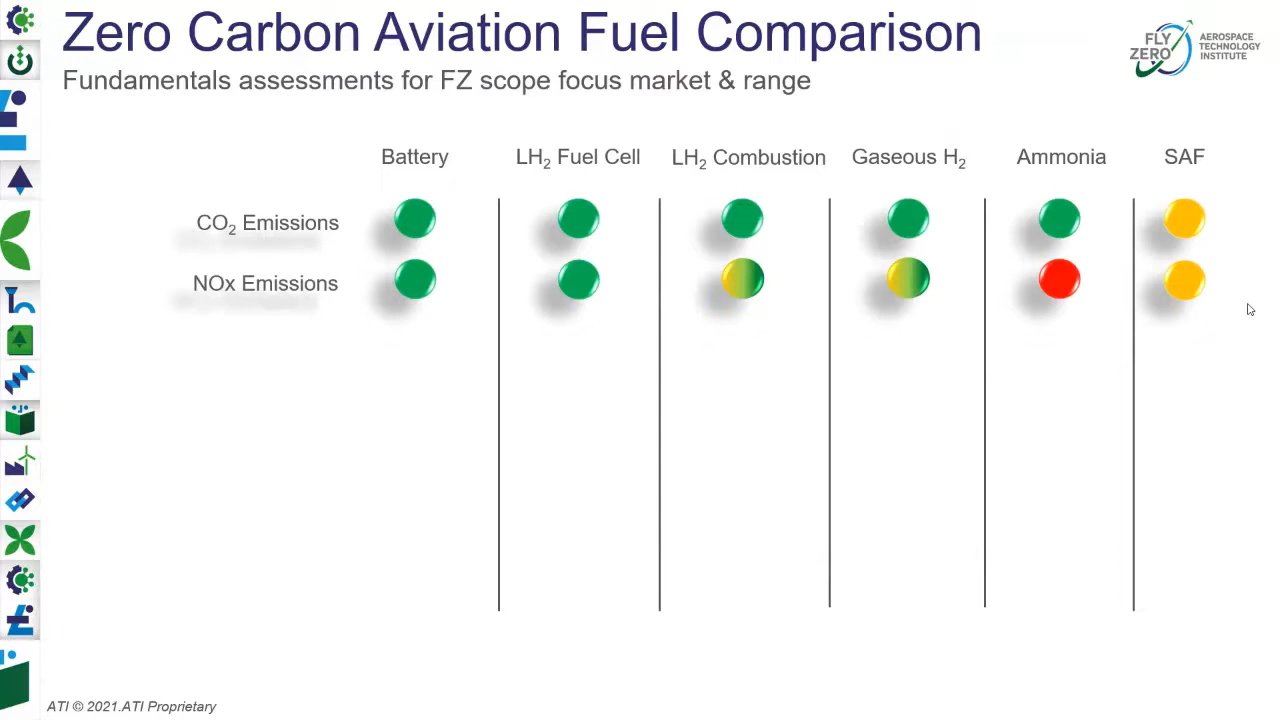 Zero Carbon Aviation Fuel Comparison
Fundamentals assessments for FZ scope focus market & range
FLY
ZERO
AEROSPACE
TECHNOLOGY
INSTITUTE
Battery LH₂ Fuel Cell LH₂ Combustion Gaseous H₂ Ammonia SAF
CO₂ Emissions
NOx Emissions
ATI © 2021.ATI Proprietary